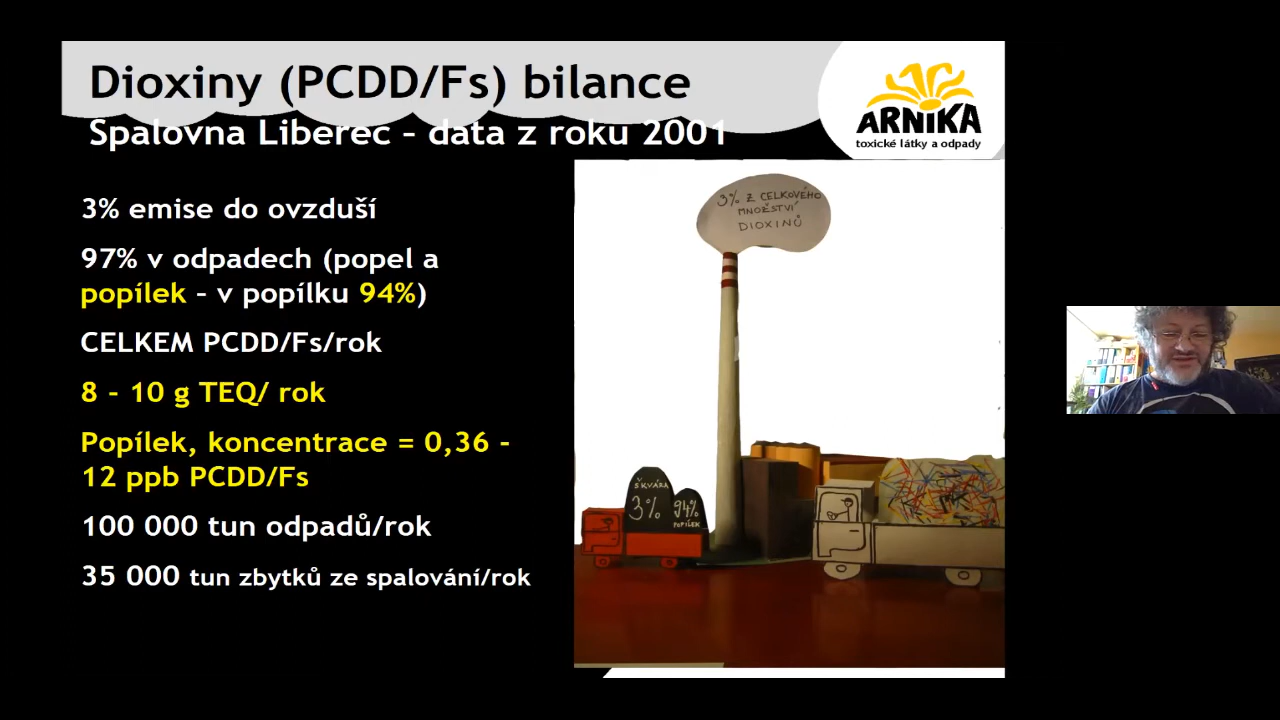 Dioxiny (PCDD/Fs) bilance
Spalovna Liberec – data z roku 2001
ARNIKA
toxické látky a odpady
3% emise do ovzduší
97% v odpadech (popel a
popílek – v popílku 94%)
CELKEM PCDD/Fs/rok
8 - 10 g TEQ/ rok
Popílek, koncentrace = 0,36 -
12 ppb PCDD/Fs
100 000 tun odpadů/rok
35 000 tun zbytků ze spalování/rok
3% Z CELKOVÉHO
MNOŽSTVÍ
DIOXINŮ
ŠKVÁRA
3%
94%
POPÍLEK